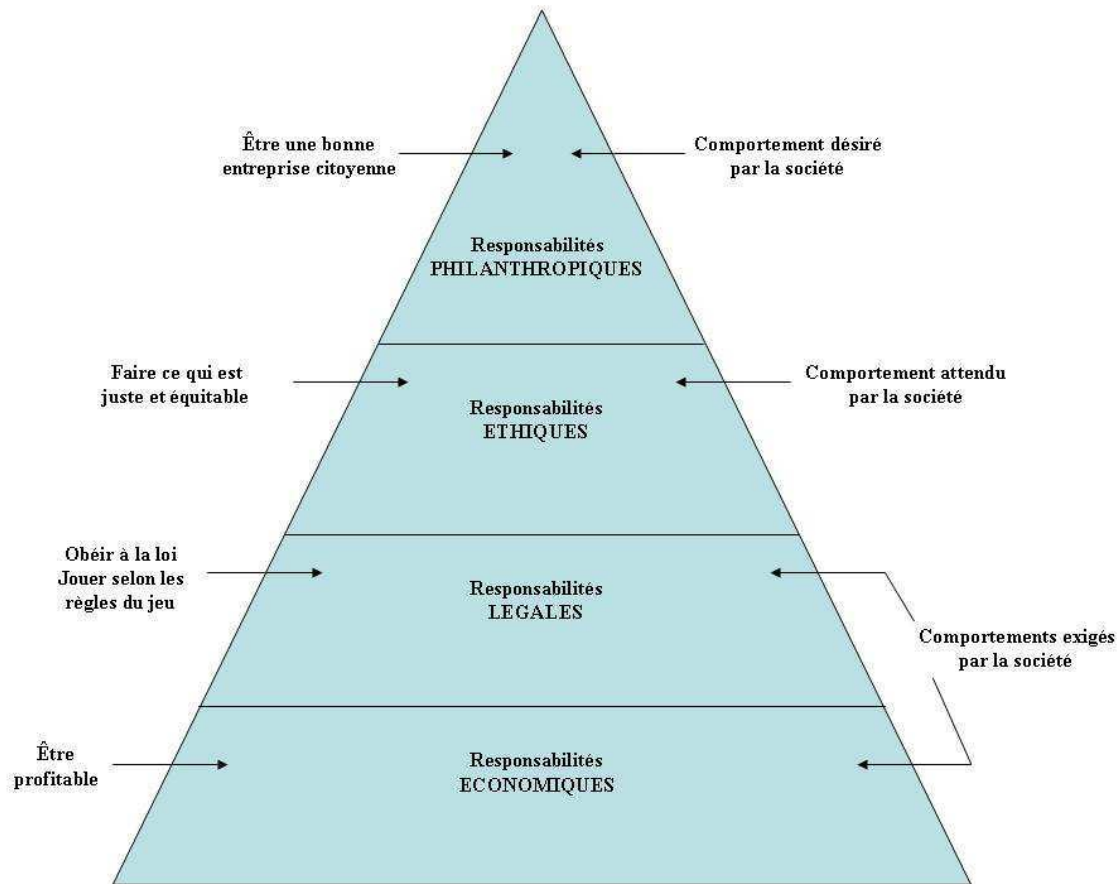 Être une bonne
entreprise citoyenne
Comportement désiré
par la société
Responsabilités
PHILANTHROPIQUES
Faire ce qui est
juste et équitable
Comportement attendu
par la société
Responsabilités
ETHIQUES
Obéir à la loi
Jouer selon les
règles du jeu
Responsabilités
LEGALES
Comportements exigés
par la société
Être
profitable
Responsabilités
ECONOMIQUES